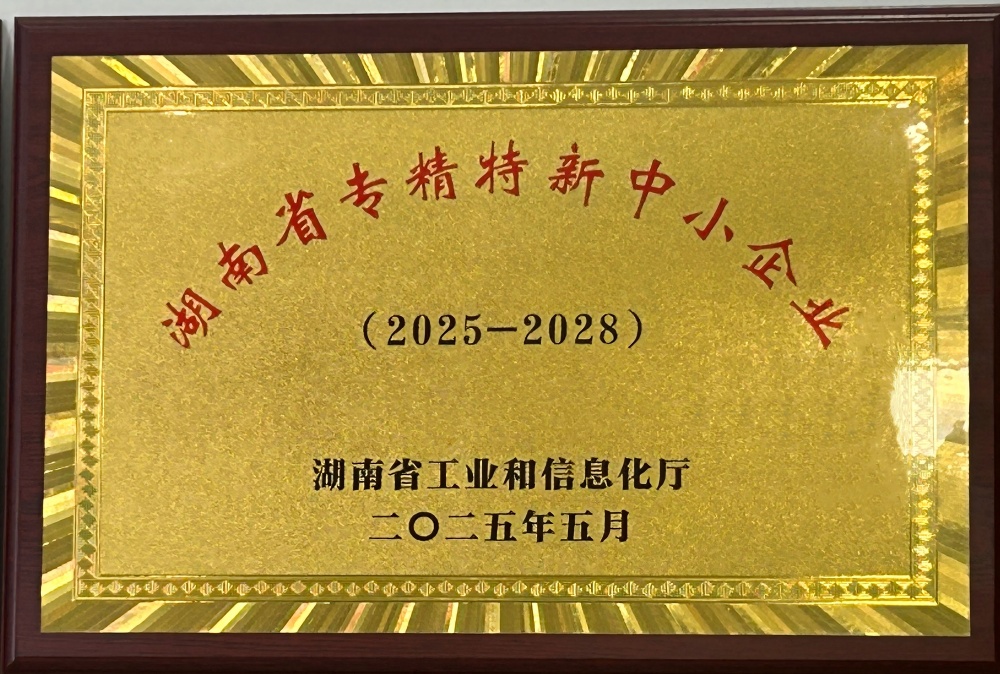 湖南省专精特新中小企业
（2025—2028）
湖南省工业和信息化厅
二〇二五年五月